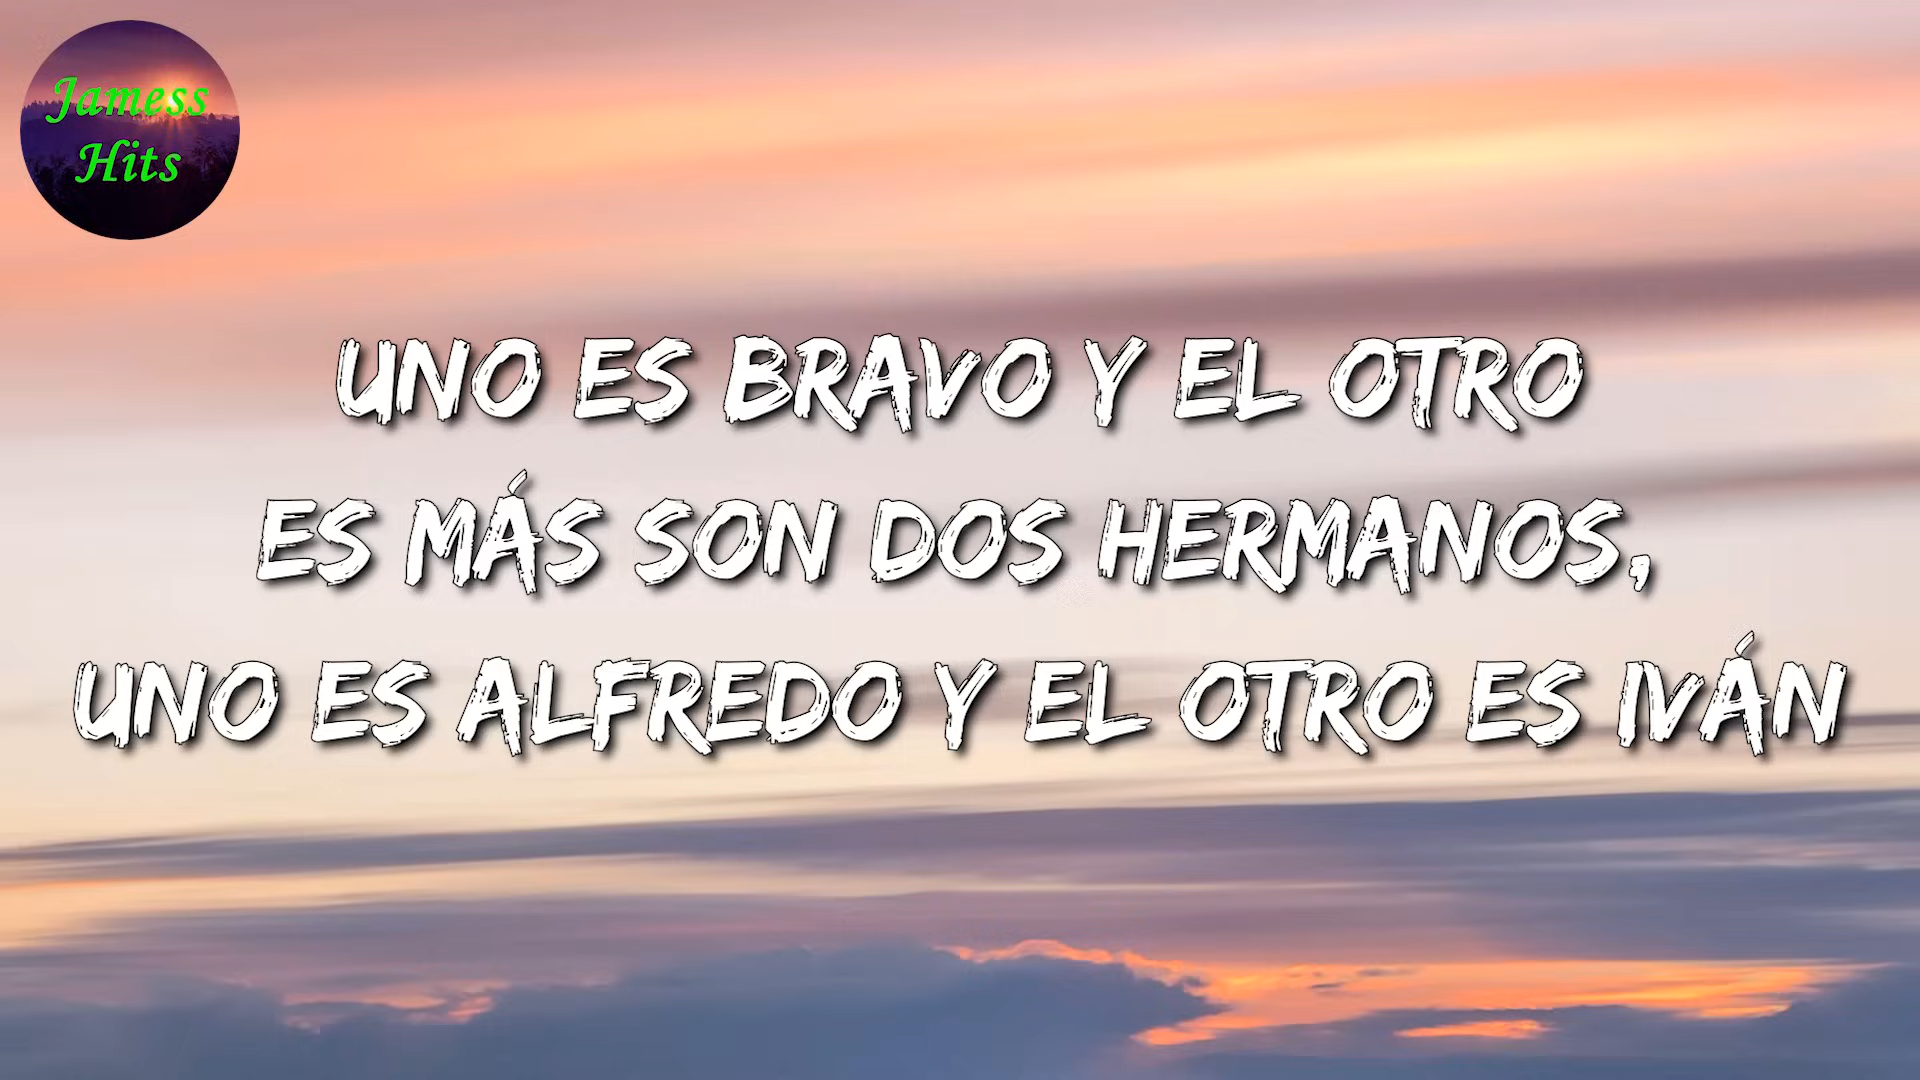 Jamess
Hits
UNO ES BRAVO Y EL OTRO
ES MÁS SON DOS HERMANOS,
UNO ES ALFREDO Y EL OTRO ES IVÁN